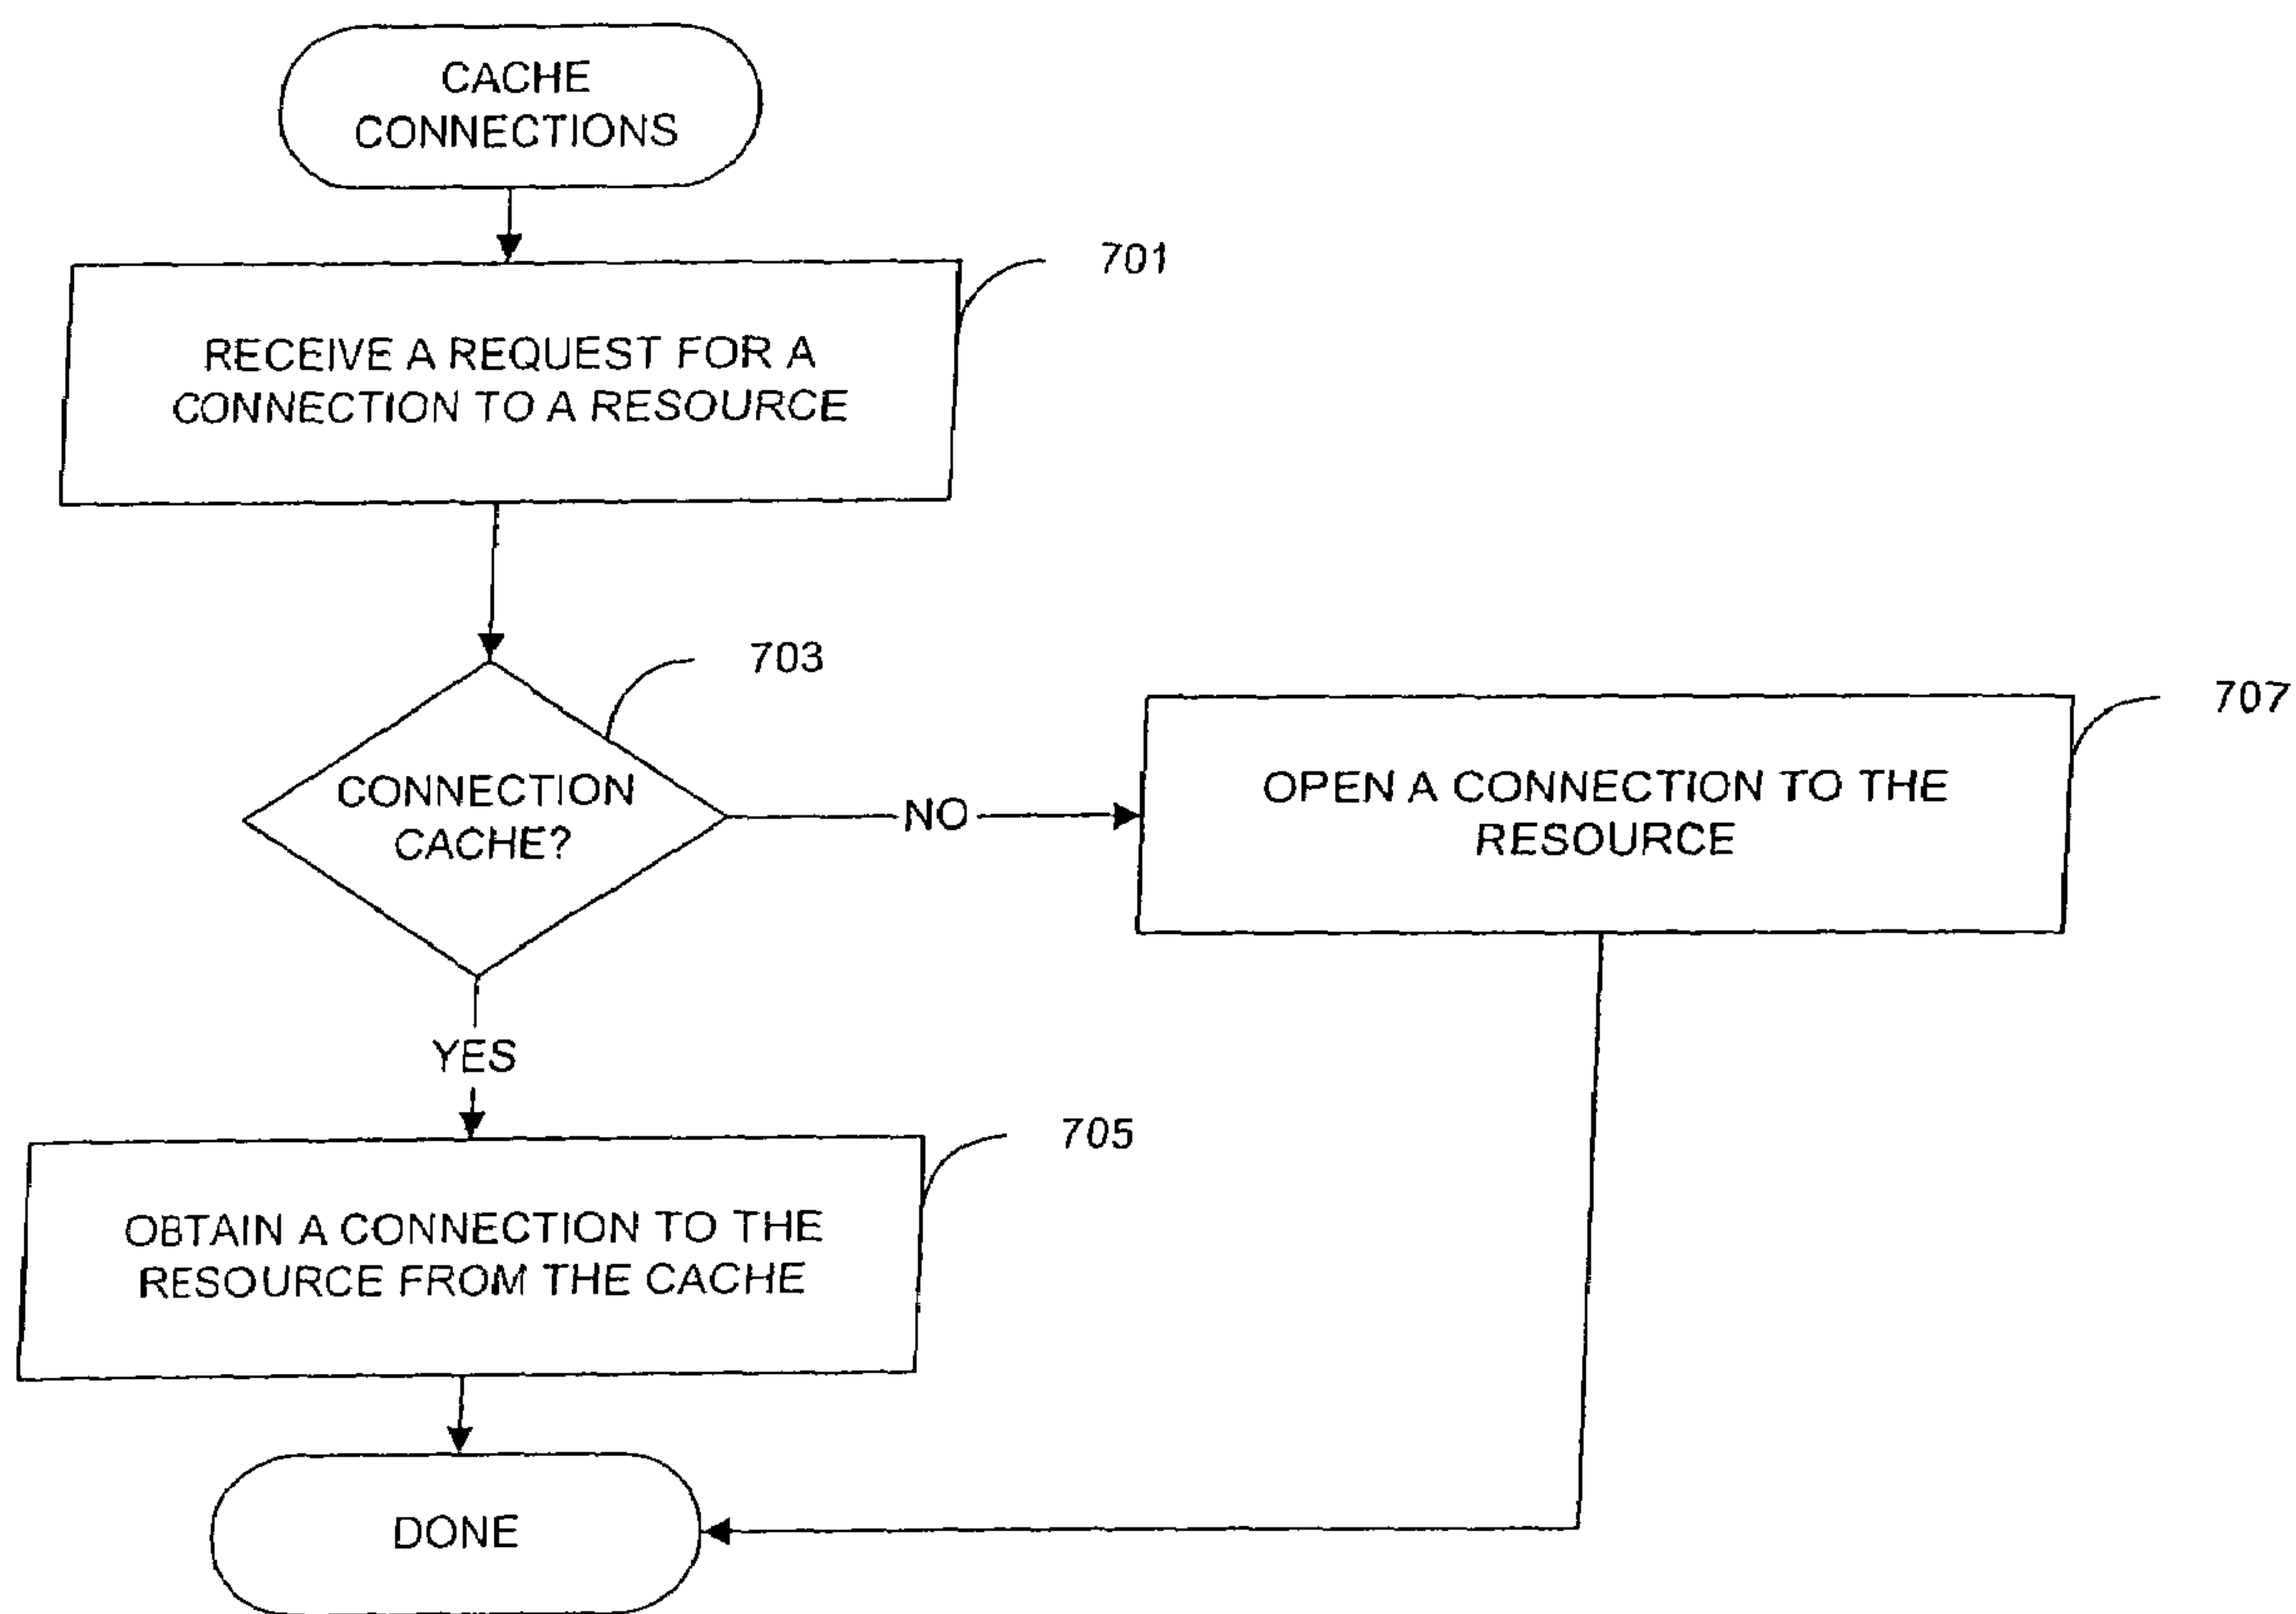 CACHE
CONNECTIONS
701
RECEIVE A REQUEST FOR A
CONNECTION TO A RESOURCE
703
CONNECTION
CACHE?
NO
707
OPEN A CONNECTION TO THE
RESOURCE
YES
705
OBTAIN A CONNECTION TO THE
RESOURCE FROM THE CACHE
DONE